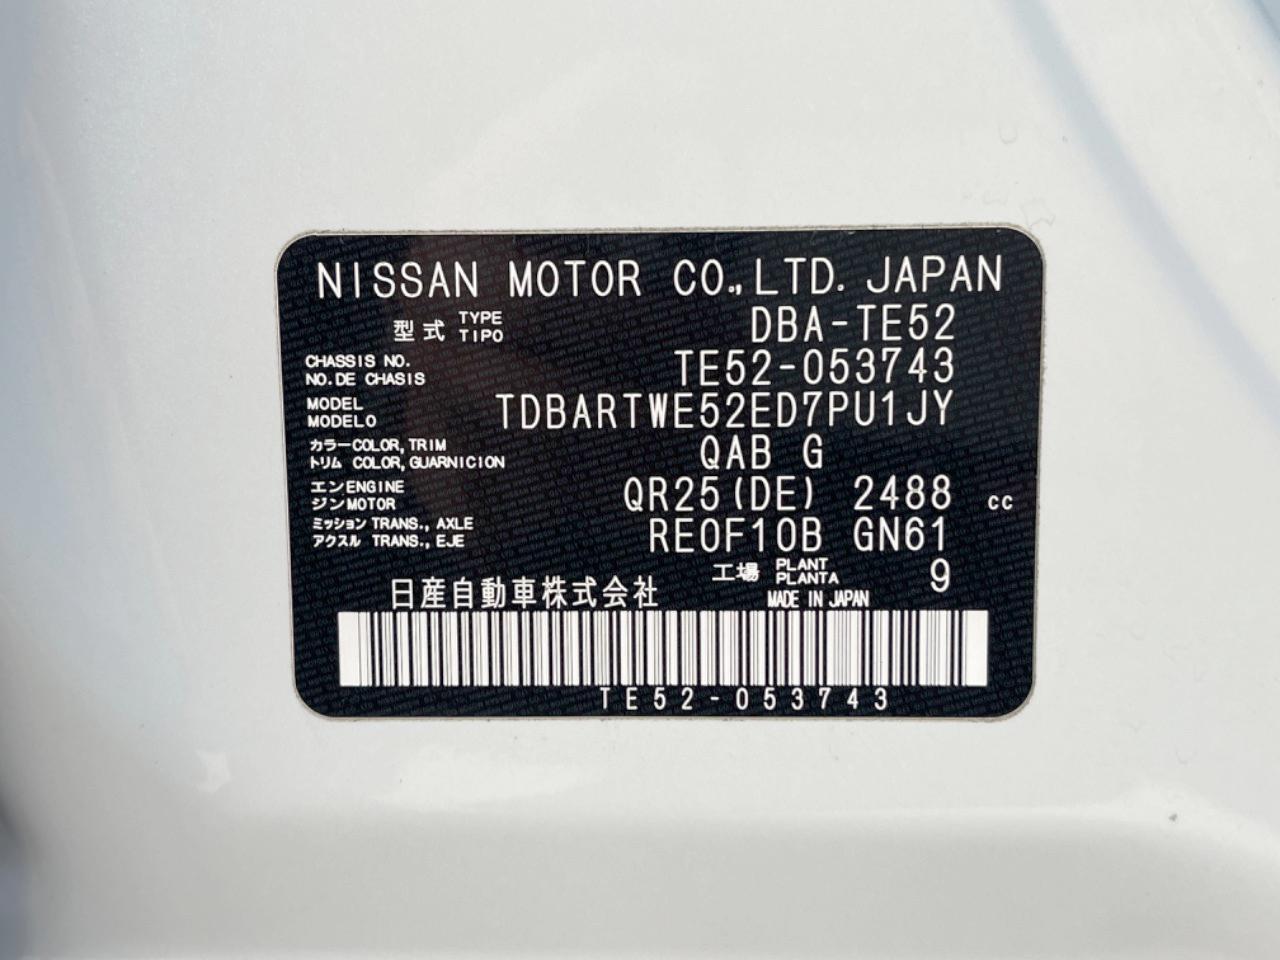 NISSAN MOTOR CO.,LTD. JAPAN
型式 TYPE TIPO DBA-TE52
CHASSIS NO. NO.DE CHASIS TE52-053743
MODEL MODELO TDBARTWE52ED7PU1JY
カラー COLOR, TRIM QAB G
トリム COLOR, GUARNICION
エン ENGINE QR25(DE) 2488 cc
ジン MOTOR
ミッション TRANS., AXLE RE0F10B GN61
アクスル TRANS., EJE
工場 PLANT PLANTA 9
日産自動車株式会社 MADE IN JAPAN
TE52-053743